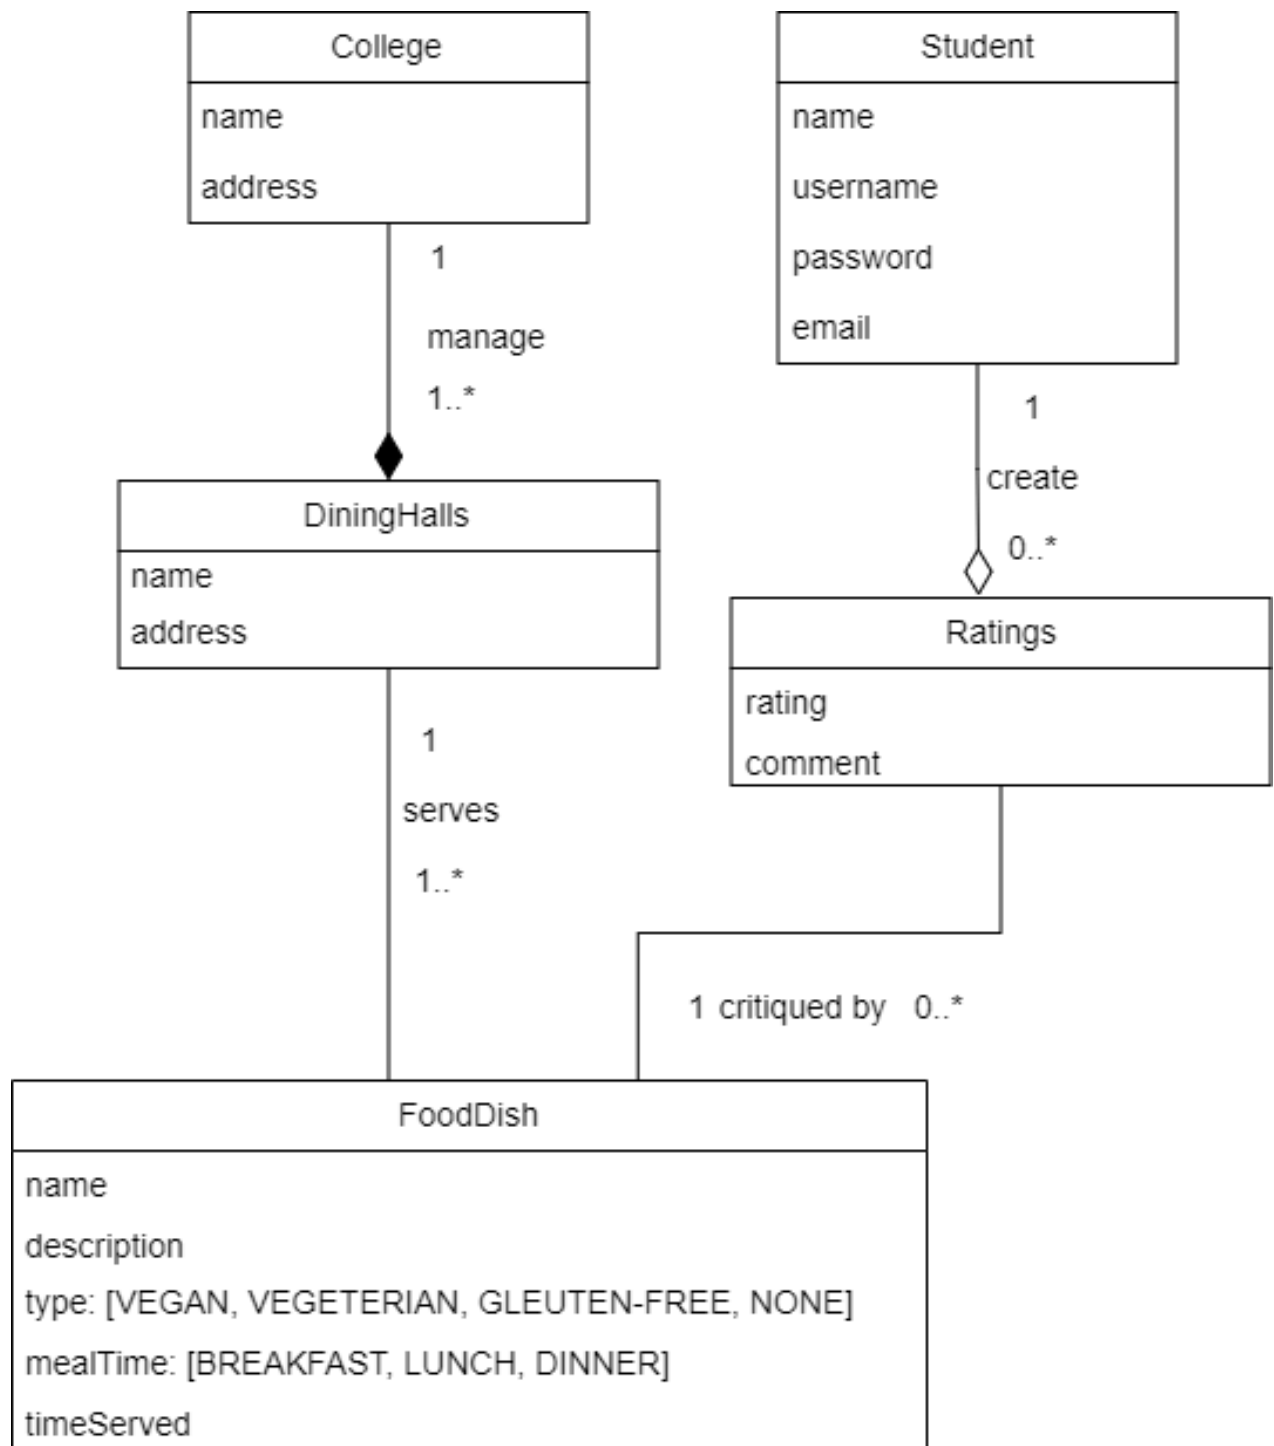 College
name
address
1
manage
1..*
Student
name
username
password
email
1
create
0..*
DiningHalls
name
address
1
serves
1..*
Ratings
rating
comment
1 critiqued by 0..*
FoodDish
name
description
type: [VEGAN, VEGETERIAN, GLEUTEN-FREE, NONE]
mealTime: [BREAKFAST, LUNCH, DINNER]
timeServed